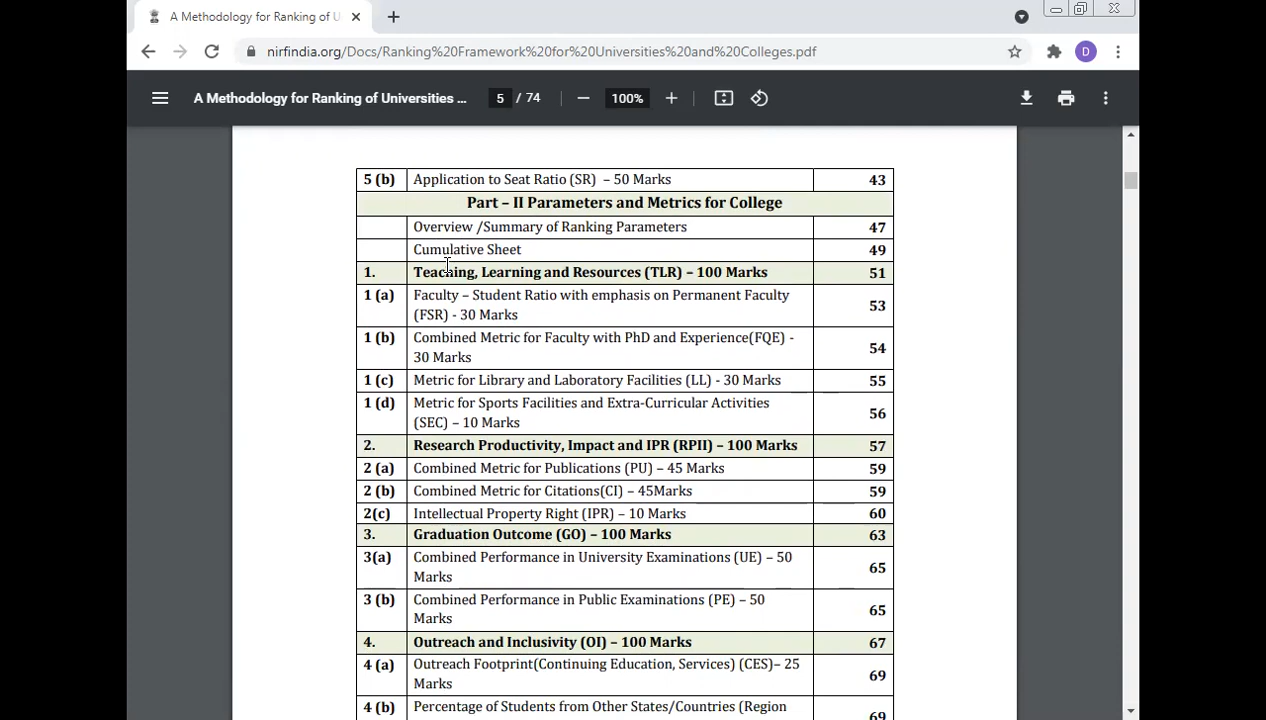 A Methodology for Ranking of U
nirfindia.org/Docs/Ranking%20Framework%20for%20Universities%20and%20Colleges.pdf
D
A Methodology for Ranking of Universities ... 5 / 74 100%
5 (b) Application to Seat Ratio (SR) – 50 Marks 43
Part – II Parameters and Metrics for College
Overview /Summary of Ranking Parameters 47
Cumulative Sheet 49
1. Teaching, Learning and Resources (TLR) – 100 Marks 51
1 (a) Faculty – Student Ratio with emphasis on Permanent Faculty
(FSR) - 30 Marks 53
1 (b) Combined Metric for Faculty with PhD and Experience(FQE) -
30 Marks 54
1 (c) Metric for Library and Laboratory Facilities (LL) - 30 Marks 55
1 (d) Metric for Sports Facilities and Extra-Curricular Activities
(SEC) – 10 Marks 56
2. Research Productivity, Impact and IPR (RPII) – 100 Marks 57
2 (a) Combined Metric for Publications (PU) – 45 Marks 59
2 (b) Combined Metric for Citations(CI) – 45Marks 59
2(c) Intellectual Property Right (IPR) – 10 Marks 60
3. Graduation Outcome (GO) – 100 Marks 63
3(a) Combined Performance in University Examinations (UE) – 50
Marks 65
3 (b) Combined Performance in Public Examinations (PE) – 50
Marks 65
4. Outreach and Inclusivity (OI) – 100 Marks 67
4 (a) Outreach Footprint(Continuing Education, Services) (CES)– 25
Marks 69
4 (b) Percentage of Students from Other States/Countries (Region 69